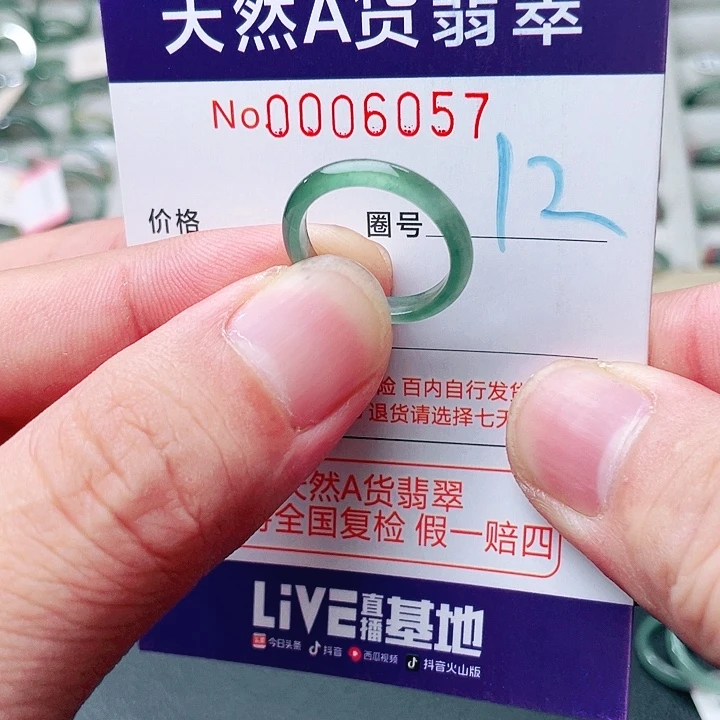 天然A货翡翠
No0006057
价格
圈号 12
验 百内自行发货
退货请选择七天
然A货翡翠
全国复检 假一赔四
LiVE直播基地
今日头条 抖音 西瓜视频 抖音火山版